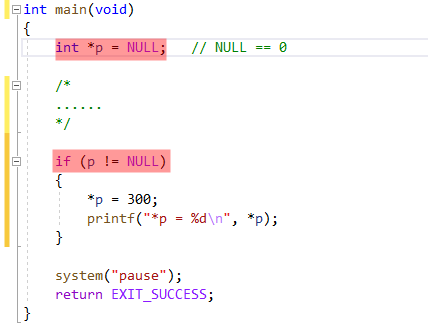 int main(void)
{
int *p = NULL; // NULL == 0
/*
......
*/
if (p != NULL)
{
*p = 300;
printf("*p = %d\n", *p);
}
system("pause");
return EXIT_SUCCESS;
}